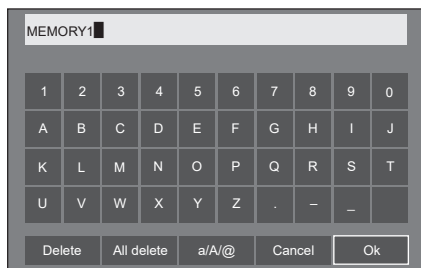 MEMORY1
1 2 3 4 5 6 7 8 9 0
A B C D E F G H I J
K L M N O P Q R S T
U V W X Y Z . – _
Delete All delete a/A/@ Cancel Ok